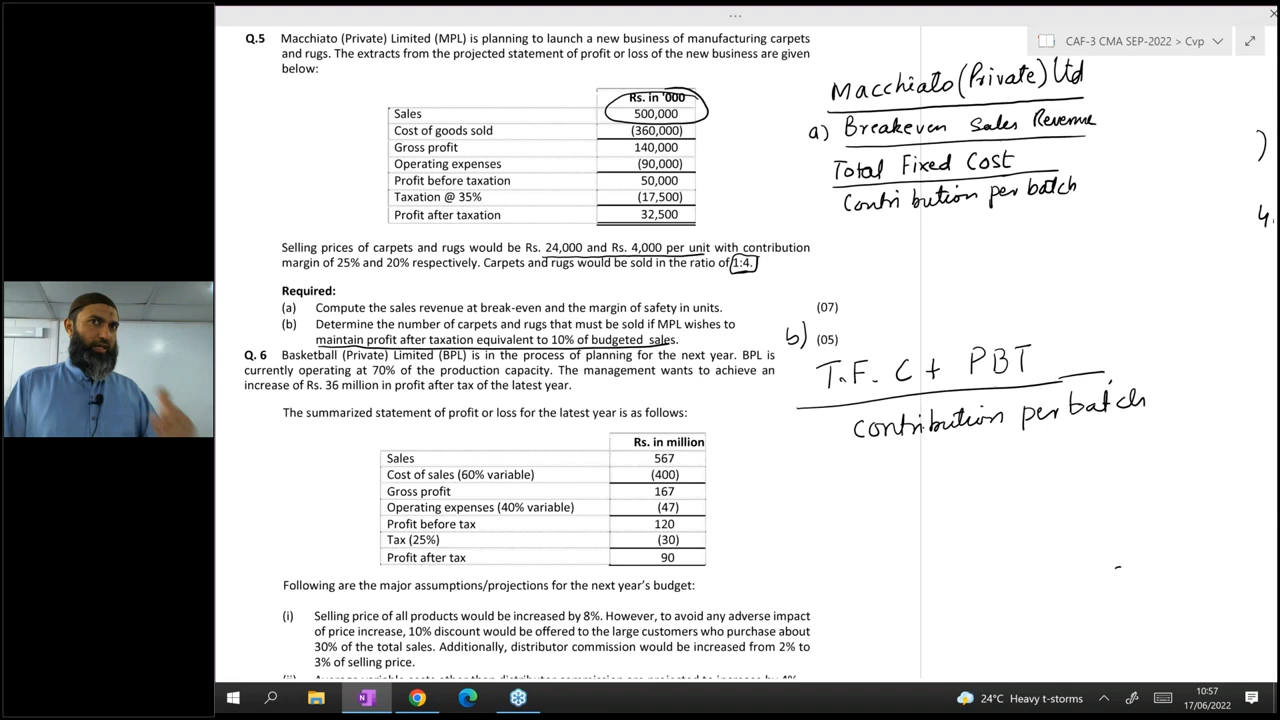 CAF-3 CMA SEP-2022 > Cvp
Q.5 Macchiato (Private) Limited (MPL) is planning to launch a new business of manufacturing carpets
and rugs. The extracts from the projected statement of profit or loss of the new business are given
below:
Rs. in '000
Sales 500,000
Cost of goods sold (360,000)
Gross profit 140,000
Operating expenses (90,000)
Profit before taxation 50,000
Taxation @ 35% (17,500)
Profit after taxation 32,500
Selling prices of carpets and rugs would be Rs. 24,000 and Rs. 4,000 per unit with contribution
margin of 25% and 20% respectively. Carpets and rugs would be sold in the ratio of 1:4.
Required:
(a) Compute the sales revenue at break-even and the margin of safety in units. (07)
(b) Determine the number of carpets and rugs that must be sold if MPL wishes to
maintain profit after taxation equivalent to 10% of budgeted sales. (05)
Q. 6 Basketball (Private) Limited (BPL) is in the process of planning for the next year. BPL is
currently operating at 70% of the production capacity. The management wants to achieve an
increase of Rs. 36 million in profit after tax of the latest year.
The summarized statement of profit or loss for the latest year is as follows:
Rs. in million
Sales 567
Cost of sales (60% variable) (400)
Gross profit 167
Operating expenses (40% variable) (47)
Profit before tax 120
Tax (25%) (30)
Profit after tax 90
Following are the major assumptions/projections for the next year's budget:
(i) Selling price of all products would be increased by 8%. However, to avoid any adverse impact
of price increase, 10% discount would be offered to the large customers who purchase about
30% of the total sales. Additionally, distributor commission would be increased from 2% to
3% of selling price.
Macchiato (Private) Ltd
a) Breakeven Sales Revenue
Total Fixed Cost
Contribution per batch
)
4.
b)
T.F. C + PBT
contribution per batch
24°C Heavy t-storms
10:57
17/06/2022